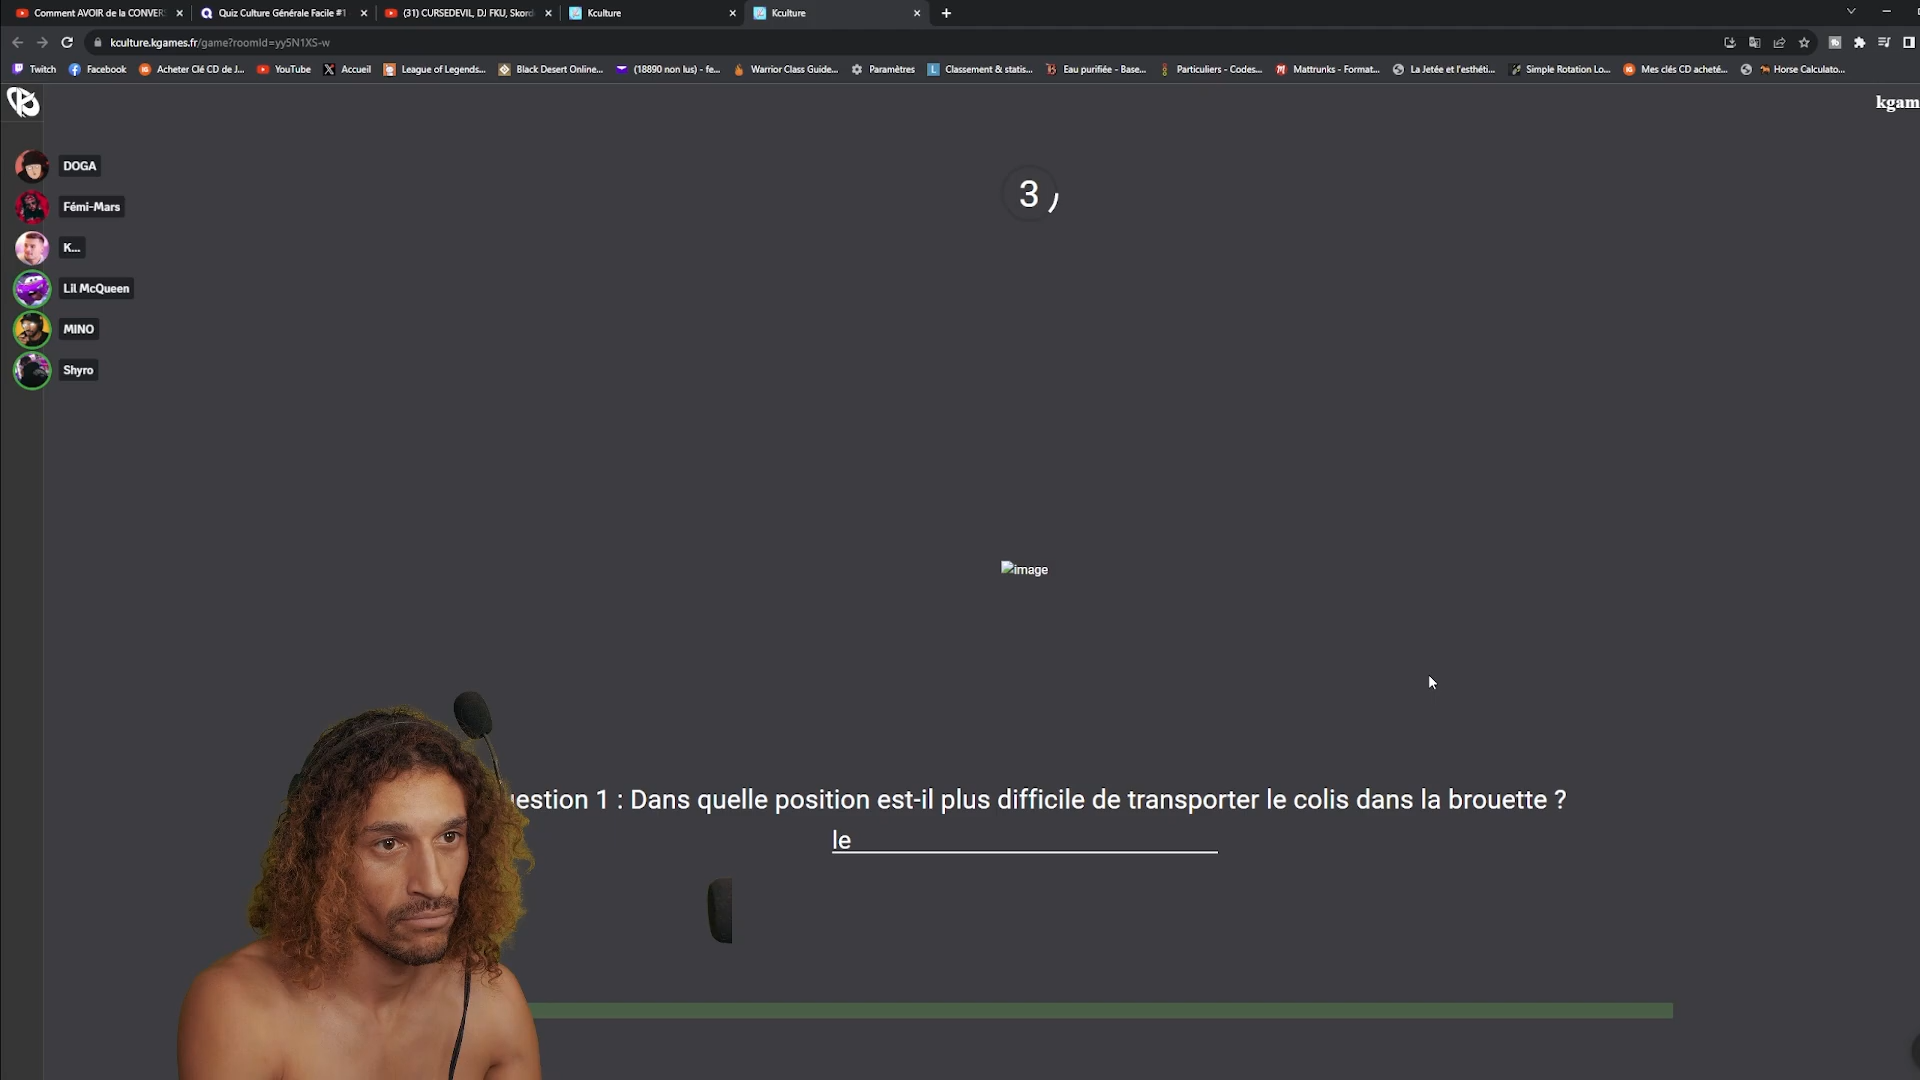 Comment AVOIR de la CONVER
Quiz Culture Générale Facile #1
(31) CURSEDEVIL, DJ FKU, Skord
Kculture
Kculture
kculture.kgames.fr/game?roomId=yy5N1XS-w
Twitch
Facebook
Acheter Clé CD de J...
YouTube
Accueil
League of Legends...
Black Desert Online...
(18890 non lus) - fe...
Warrior Class Guide...
Paramètres
Classement & statis...
Eau purifiée - Base...
Particuliers - Codes...
Mattrunks - Format...
La Jetée et l'esthéti...
Simple Rotation Lo...
Mes clés CD acheté...
Horse Calculato...
kgam
DOGA
3
Fémi-Mars
K...
Lil McQueen
MINO
Shyro
image
estion 1 : Dans quelle position est-il plus difficile de transporter le colis dans la brouette ?
le